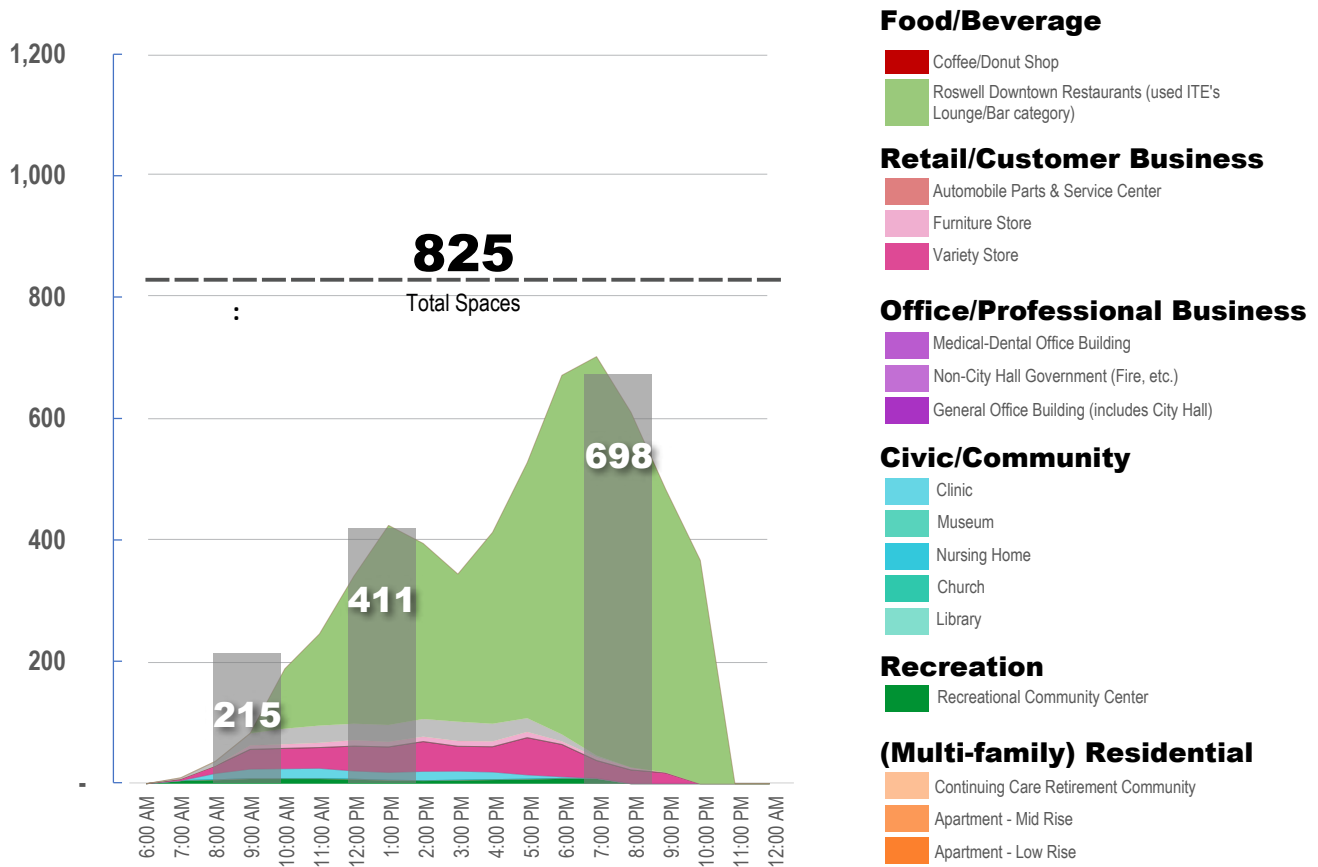 1,200
1,000
800
600
400
200
-
825
Total Spaces
:
215
411
698
6:00 AM
7:00 AM
8:00 AM
9:00 AM
10:00 AM
11:00 AM
12:00 PM
1:00 PM
2:00 PM
3:00 PM
4:00 PM
5:00 PM
6:00 PM
7:00 PM
8:00 PM
9:00 PM
10:00 PM
11:00 PM
12:00 AM
Food/Beverage
Coffee/Donut Shop
Roswell Downtown Restaurants (used ITE's
Lounge/Bar category)
Retail/Customer Business
Automobile Parts & Service Center
Furniture Store
Variety Store
Office/Professional Business
Medical-Dental Office Building
Non-City Hall Government (Fire, etc.)
General Office Building (includes City Hall)
Civic/Community
Clinic
Museum
Nursing Home
Church
Library
Recreation
Recreational Community Center
(Multi-family) Residential
Continuing Care Retirement Community
Apartment - Mid Rise
Apartment - Low Rise